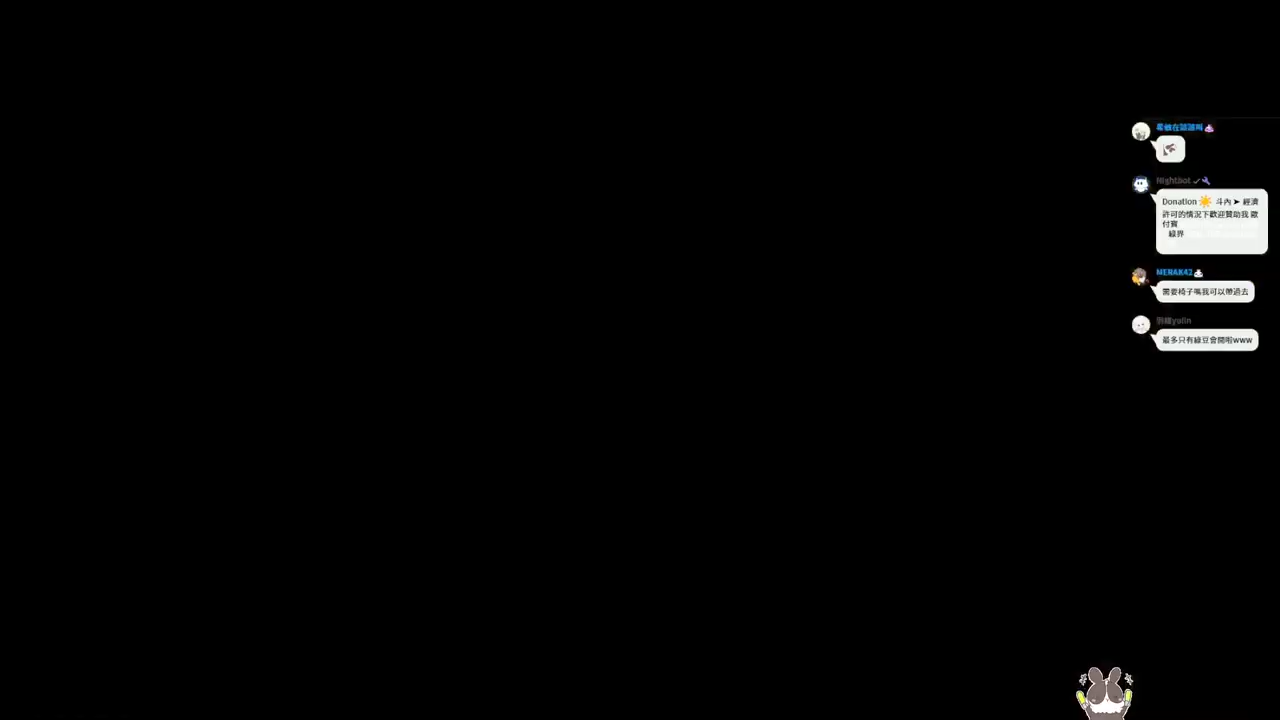 Nightbot
Donation ☀️ 斗內 ➤ 經濟
許可的情況下歡迎贊助我 歐
付寶
綠界
MERAK42
需要椅子嗎我可以帶過去
yulin
最多只有綠豆會開啦www